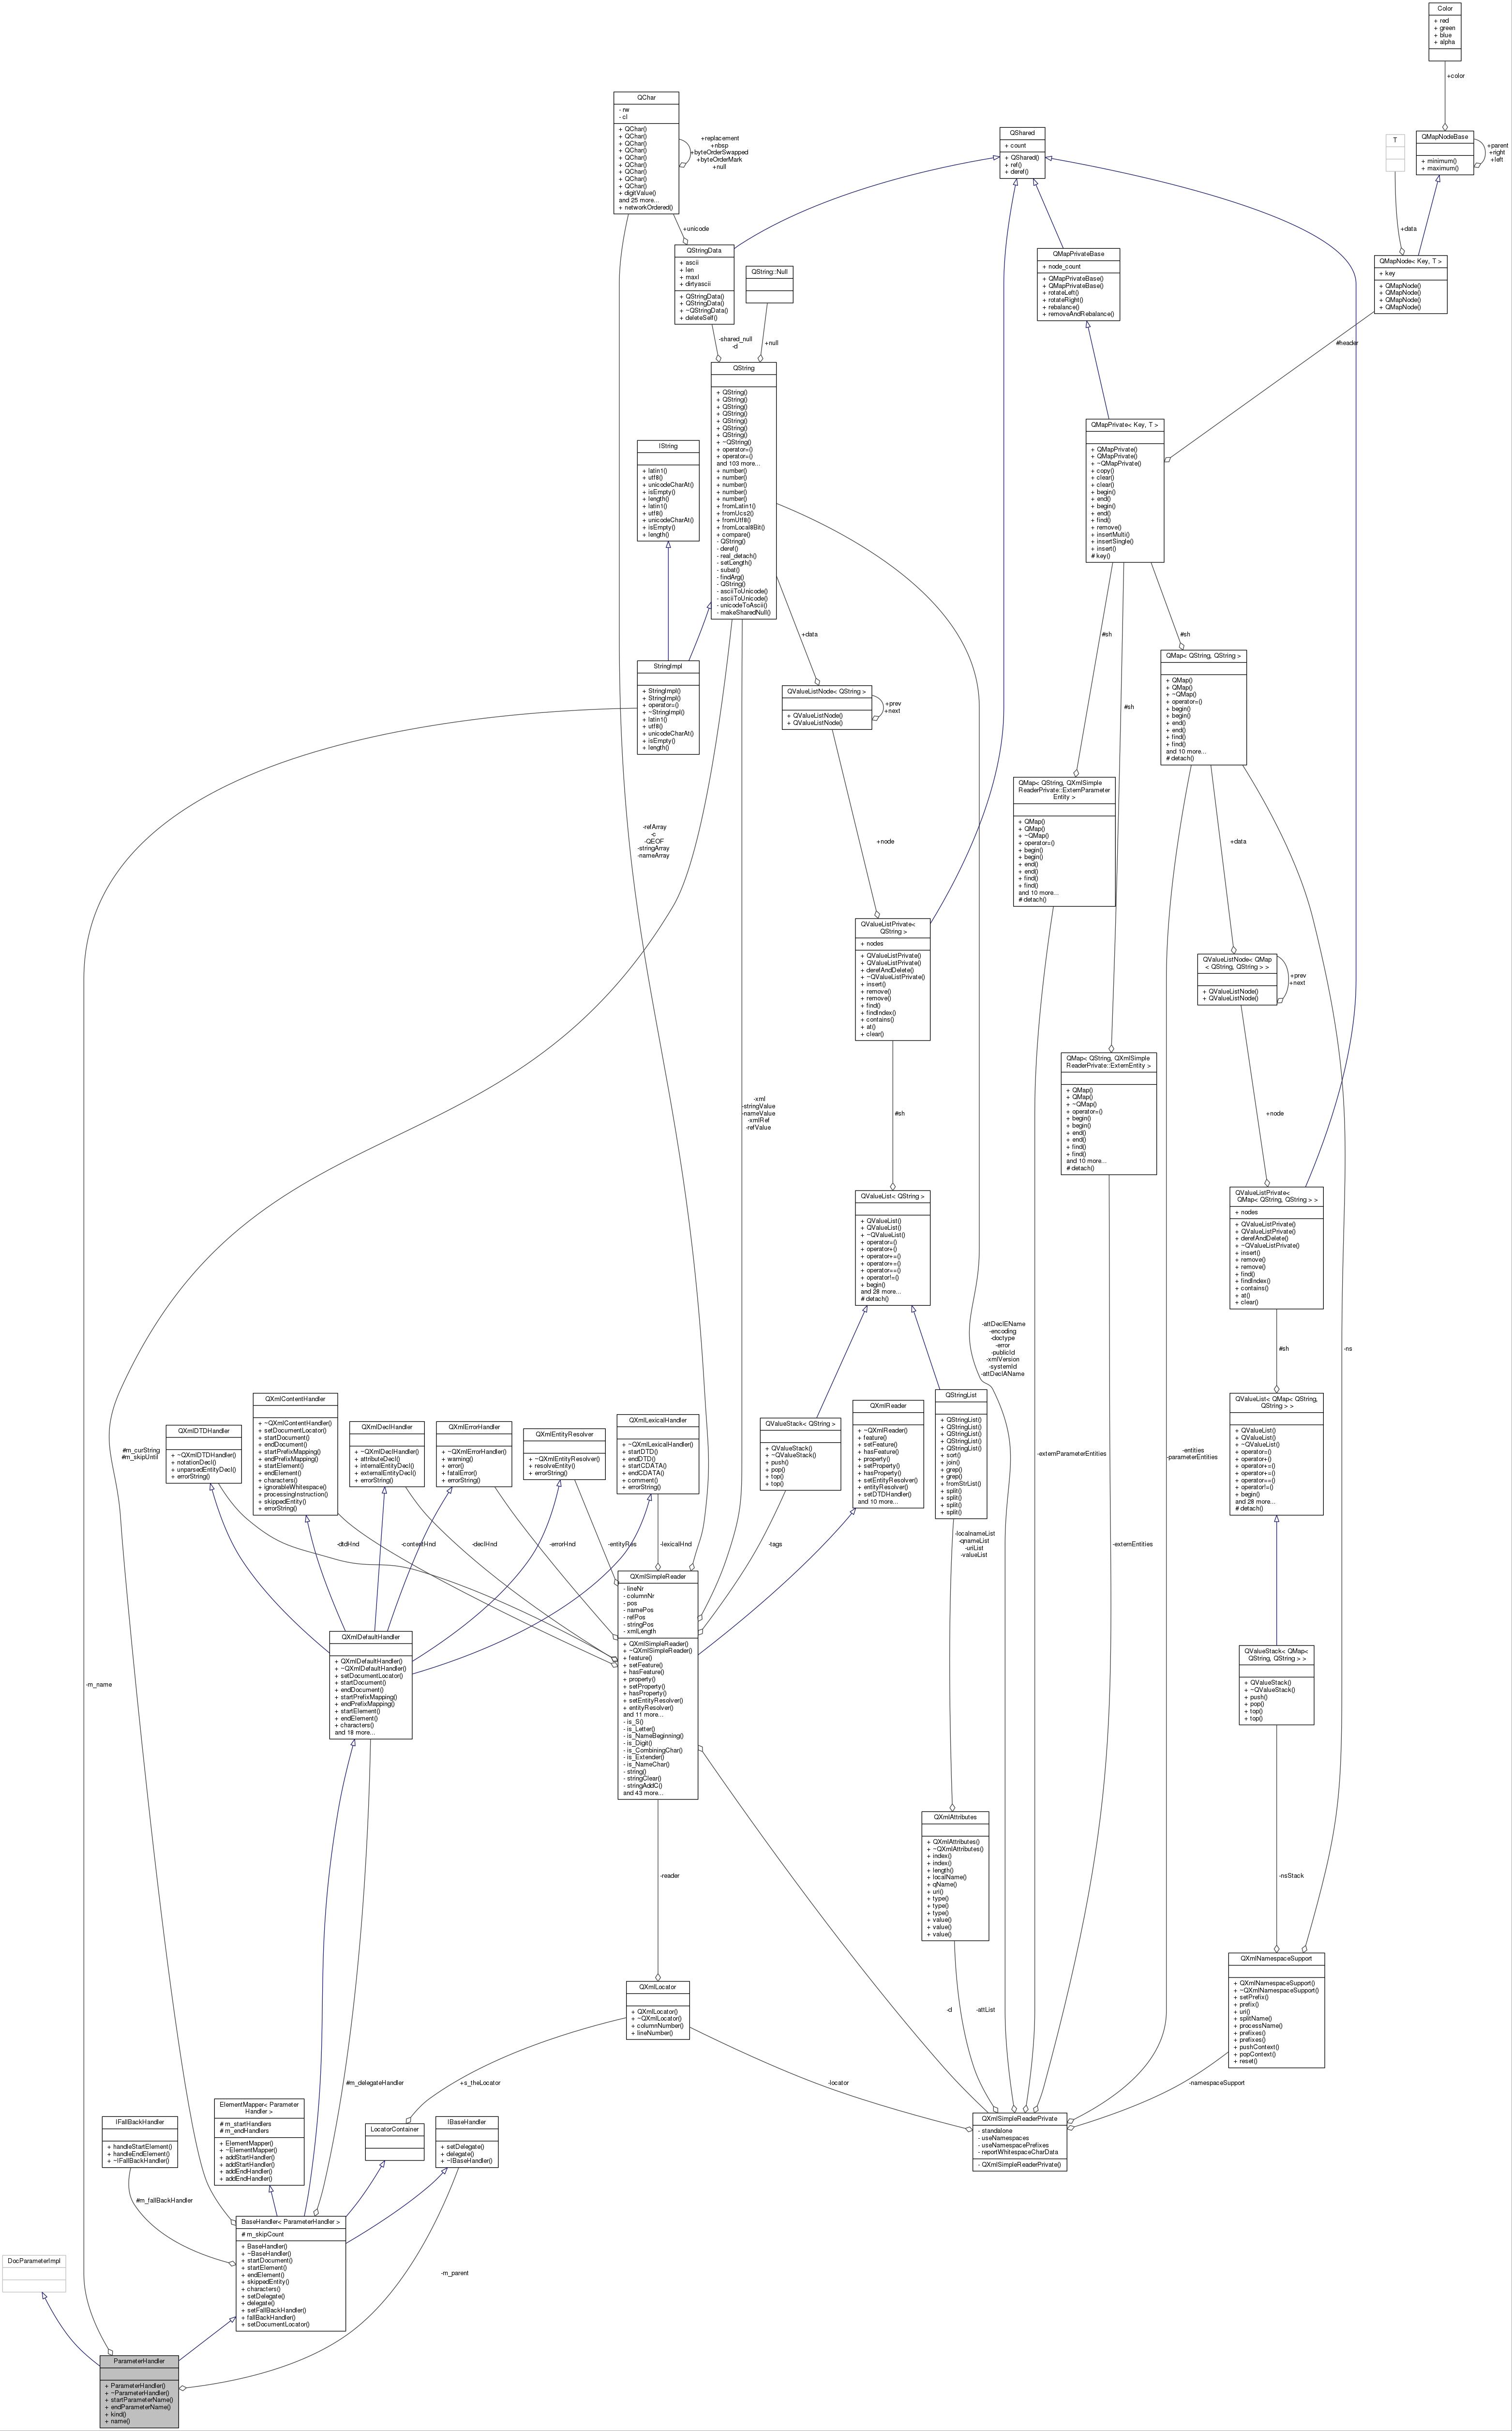 Color
+ red
+ green
+ blue
+ alpha
+color
QChar
- rw
- cl
+ QChar()
+ QChar()
+ QChar()
+ QChar()
+ QChar()
+ QChar()
+ QChar()
+ QChar()
+ QChar()
+ digitValue()
and 25 more...
+ networkOrdered()
+replacement
+nbsp
+byteOrderSwapped
+byteOrderMark
+null
QShared
+ count
+ QShared()
+ ref()
+ deref()
T
QMapNodeBase
+ minimum()
+ maximum()
+parent
+right
+left
+unicode
+data
QStringData
+ ascii
+ len
+ maxl
+ dirtyascii
+ QStringData()
+ QStringData()
+ ~QStringData()
+ deleteSelf()
QString::Null
QMapPrivateBase
+ node_count
+ QMapPrivateBase()
+ QMapPrivateBase()
+ rotateLeft()
+ rotateRight()
+ rebalance()
+ removeAndRebalance()
QMapNode< Key, T >
+ key
+ QMapNode()
+ QMapNode()
+ QMapNode()
+ QMapNode()
-shared_null
-d
+null
#header
QString
+ QString()
+ QString()
+ QString()
+ QString()
+ QString()
+ QString()
+ QString()
+ ~QString()
+ operator=()
+ operator=()
and 103 more...
+ number()
+ number()
+ number()
+ number()
+ number()
+ fromLatin1()
+ fromUcs2()
+ fromUtf8()
+ fromLocal8Bit()
+ compare()
- QString()
- deref()
- real_detach()
- setLength()
- subat()
- findArg()
- QString()
- asciiToUnicode()
- asciiToUnicode()
- unicodeToAscii()
- makeSharedNull()
IString
+ latin1()
+ utf8()
+ unicodeCharAt()
+ isEmpty()
+ length()
+ latin1()
+ utf8()
+ unicodeCharAt()
+ isEmpty()
+ length()
QMapPrivate< Key, T >
+ QMapPrivate()
+ QMapPrivate()
+ ~QMapPrivate()
+ copy()
+ clear()
+ clear()
+ begin()
+ end()
+ begin()
+ end()
+ find()
+ remove()
+ insertMulti()
+ insertSingle()
+ insert()
# key()
+data
#sh
#sh
#sh
StringImpl
+ StringImpl()
+ StringImpl()
+ operator=()
+ ~StringImpl()
+ latin1()
+ utf8()
+ unicodeCharAt()
+ isEmpty()
+ length()
QValueListNode< QString >
+ QValueListNode()
+ QValueListNode()
+prev
+next
QMap< QString, QString >
+ QMap()
+ QMap()
+ ~QMap()
+ operator=()
+ begin()
+ begin()
+ end()
+ end()
+ find()
+ find()
and 10 more...
# detach()
QMap< QString, QXmlSimple
ReaderPrivate::ExternParameter
Entity >
+ QMap()
+ QMap()
+ ~QMap()
+ operator=()
+ begin()
+ begin()
+ end()
+ end()
+ find()
+ find()
and 10 more...
# detach()
-refArray
-c
-QEOF
-stringArray
-nameArray
+node
+data
QValueListPrivate<
QString >
+ nodes
+ QValueListPrivate()
+ QValueListPrivate()
+ derefAndDelete()
+ ~QValueListPrivate()
+ insert()
+ remove()
+ remove()
+ find()
+ findIndex()
+ contains()
+ at()
+ clear()
QValueListNode< QMap
< QString, QString > >
+ QValueListNode()
+ QValueListNode()
+prev
+next
QMap< QString, QXmlSimple
ReaderPrivate::ExternEntity >
+ QMap()
+ QMap()
+ ~QMap()
+ operator=()
+ begin()
+ begin()
+ end()
+ end()
+ find()
+ find()
and 10 more...
# detach()
-xml
-stringValue
-nameValue
-xmlRef
-refValue
#sh
+node
QValueList< QString >
+ QValueList()
+ QValueList()
+ ~QValueList()
+ operator=()
+ operator+()
+ operator+=()
+ operator+=()
+ operator==()
+ operator!=()
+ begin()
and 28 more...
# detach()
QValueListPrivate<
QMap< QString, QString > >
+ nodes
+ QValueListPrivate()
+ QValueListPrivate()
+ derefAndDelete()
+ ~QValueListPrivate()
+ insert()
+ remove()
+ remove()
+ find()
+ findIndex()
+ contains()
+ at()
+ clear()
-attDeclEName
-encoding
-doctype
-error
-publicId
-xmlVersion
-systemId
-attDeclAName
#sh
-ns
QXmlDTDHandler
+ ~QXmlDTDHandler()
+ notationDecl()
+ unparsedEntityDecl()
+ errorString()
QXmlContentHandler
+ ~QXmlContentHandler()
+ setDocumentLocator()
+ startDocument()
+ endDocument()
+ startPrefixMapping()
+ endPrefixMapping()
+ startElement()
+ endElement()
+ characters()
+ ignorableWhitespace()
+ processingInstruction()
+ skippedEntity()
+ errorString()
QXmlDeclHandler
+ ~QXmlDeclHandler()
+ attributeDecl()
+ internalEntityDecl()
+ externalEntityDecl()
+ errorString()
QXmlErrorHandler
+ ~QXmlErrorHandler()
+ warning()
+ error()
+ fatalError()
+ errorString()
QXmlEntityResolver
+ ~QXmlEntityResolver()
+ resolveEntity()
+ errorString()
QXmlLexicalHandler
+ ~QXmlLexicalHandler()
+ startDTD()
+ endDTD()
+ startCDATA()
+ endCDATA()
+ comment()
+ errorString()
QValueStack< QString >
+ QValueStack()
+ ~QValueStack()
+ push()
+ pop()
+ top()
+ top()
QXmlReader
+ ~QXmlReader()
+ feature()
+ setFeature()
+ hasFeature()
+ property()
+ setProperty()
+ hasProperty()
+ setEntityResolver()
+ entityResolver()
+ setDTDHandler()
and 10 more...
QStringList
+ QStringList()
+ QStringList()
+ QStringList()
+ QStringList()
+ QStringList()
+ sort()
+ join()
+ grep()
+ grep()
+ fromStrList()
+ split()
+ split()
+ split()
+ split()
QValueList< QMap< QString,
QString > >
+ QValueList()
+ QValueList()
+ ~QValueList()
+ operator=()
+ operator+()
+ operator+=()
+ operator+=()
+ operator==()
+ operator!=()
+ begin()
and 28 more...
# detach()
#m_curString
#m_skipUntil
-externParameterEntities
-entities
-parameterEntities
-dtdHnd
-contentHnd
-declHnd
-errorHnd
-entityRes
-lexicalHnd
-tags
-localnameList
-qnameList
-uriList
-valueList
-externEntities
QXmlSimpleReader
- lineNr
- columnNr
- pos
- namePos
- refPos
- stringPos
- xmlLength
+ QXmlSimpleReader()
+ ~QXmlSimpleReader()
+ feature()
+ setFeature()
+ hasFeature()
+ property()
+ setProperty()
+ hasProperty()
+ setEntityResolver()
+ entityResolver()
and 11 more...
- is_S()
- is_Letter()
- is_NameBeginning()
- is_Digit()
- is_CombiningChar()
- is_Extender()
- is_NameChar()
- string()
- stringClear()
- stringAddC()
and 43 more...
QXmlDefaultHandler
+ QXmlDefaultHandler()
+ ~QXmlDefaultHandler()
+ setDocumentLocator()
+ startDocument()
+ endDocument()
+ startPrefixMapping()
+ endPrefixMapping()
+ startElement()
+ endElement()
+ characters()
and 18 more...
QValueStack< QMap<
QString, QString > >
+ QValueStack()
+ ~QValueStack()
+ push()
+ pop()
+ top()
+ top()
-m_name
QXmlAttributes
+ QXmlAttributes()
+ ~QXmlAttributes()
+ index()
+ index()
+ length()
+ localName()
+ qName()
+ uri()
+ type()
+ type()
+ type()
+ value()
+ value()
+ value()
-reader
-nsStack
QXmlLocator
+ QXmlLocator()
+ ~QXmlLocator()
+ columnNumber()
+ lineNumber()
QXmlNamespaceSupport
+ QXmlNamespaceSupport()
+ ~QXmlNamespaceSupport()
+ setPrefix()
+ prefix()
+ uri()
+ splitName()
+ processName()
+ prefixes()
+ prefixes()
+ pushContext()
+ popContext()
+ reset()
-d
-attList
#m_delegateHandler
+s_theLocator
-locator
-namespaceSupport
IFallBackHandler
+ handleStartElement()
+ handleEndElement()
+ ~IFallBackHandler()
ElementMapper< Parameter
Handler >
# m_startHandlers
# m_endHandlers
+ ElementMapper()
+ ~ElementMapper()
+ addStartHandler()
+ addStartHandler()
+ addEndHandler()
+ addEndHandler()
LocatorContainer
IBaseHandler
+ setDelegate()
+ delegate()
+ ~IBaseHandler()
QXmlSimpleReaderPrivate
- standalone
- useNamespaces
- useNamespacePrefixes
- reportWhitespaceCharData
- QXmlSimpleReaderPrivate()
#m_fallBackHandler
BaseHandler< ParameterHandler >
# m_skipCount
+ BaseHandler()
+ ~BaseHandler()
+ startDocument()
+ startElement()
+ endElement()
+ skippedEntity()
+ characters()
+ setDelegate()
+ delegate()
+ setFallBackHandler()
+ fallBackHandler()
+ setDocumentLocator()
DocParameterImpl
-m_parent
ParameterHandler
+ ParameterHandler()
+ ~ParameterHandler()
+ startParameterName()
+ endParameterName()
+ kind()
+ name()